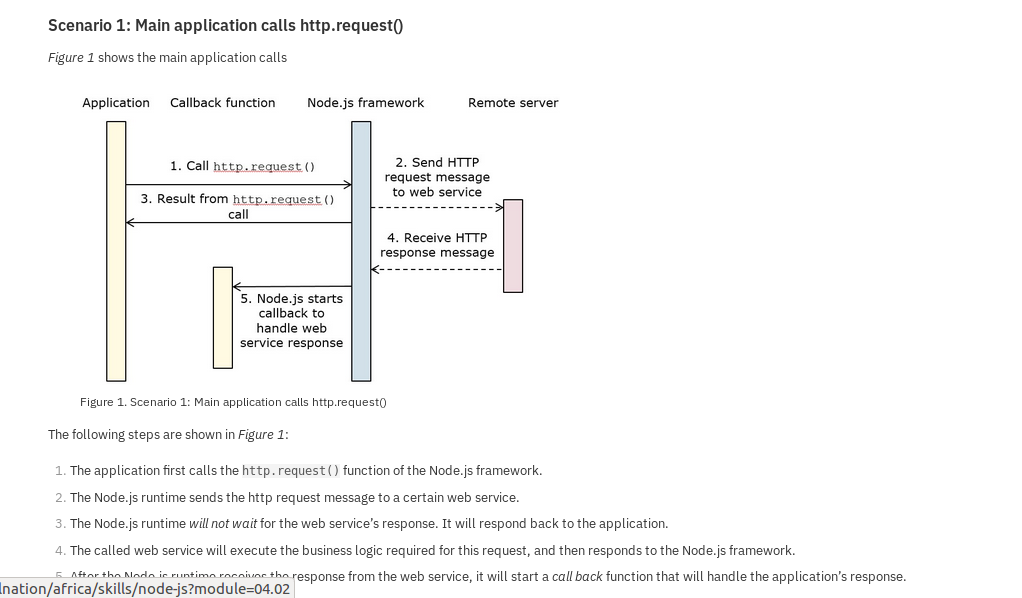 Scenario 1: Main application calls http.request()
Figure 1 shows the main application calls
Application Callback function Node.js framework Remote server
1. Call http.request()
2. Send HTTP
request message
to web service
3. Result from http.request()
call
4. Receive HTTP
response message
5. Node.js starts
callback to
handle web
service response
Figure 1. Scenario 1: Main application calls http.request()
The following steps are shown in Figure 1:
1. The application first calls the http.request() function of the Node.js framework.
2. The Node.js runtime sends the http request message to a certain web service.
3. The Node.js runtime will not wait for the web service's response. It will respond back to the application.
4. The called web service will execute the business logic required for this request, and then responds to the Node.js framework.
5. After the Node.js runtime receives the response from the web service, it will start a call back function that will handle the application's response.
lnation/africa/skills/node-js?module=04.02